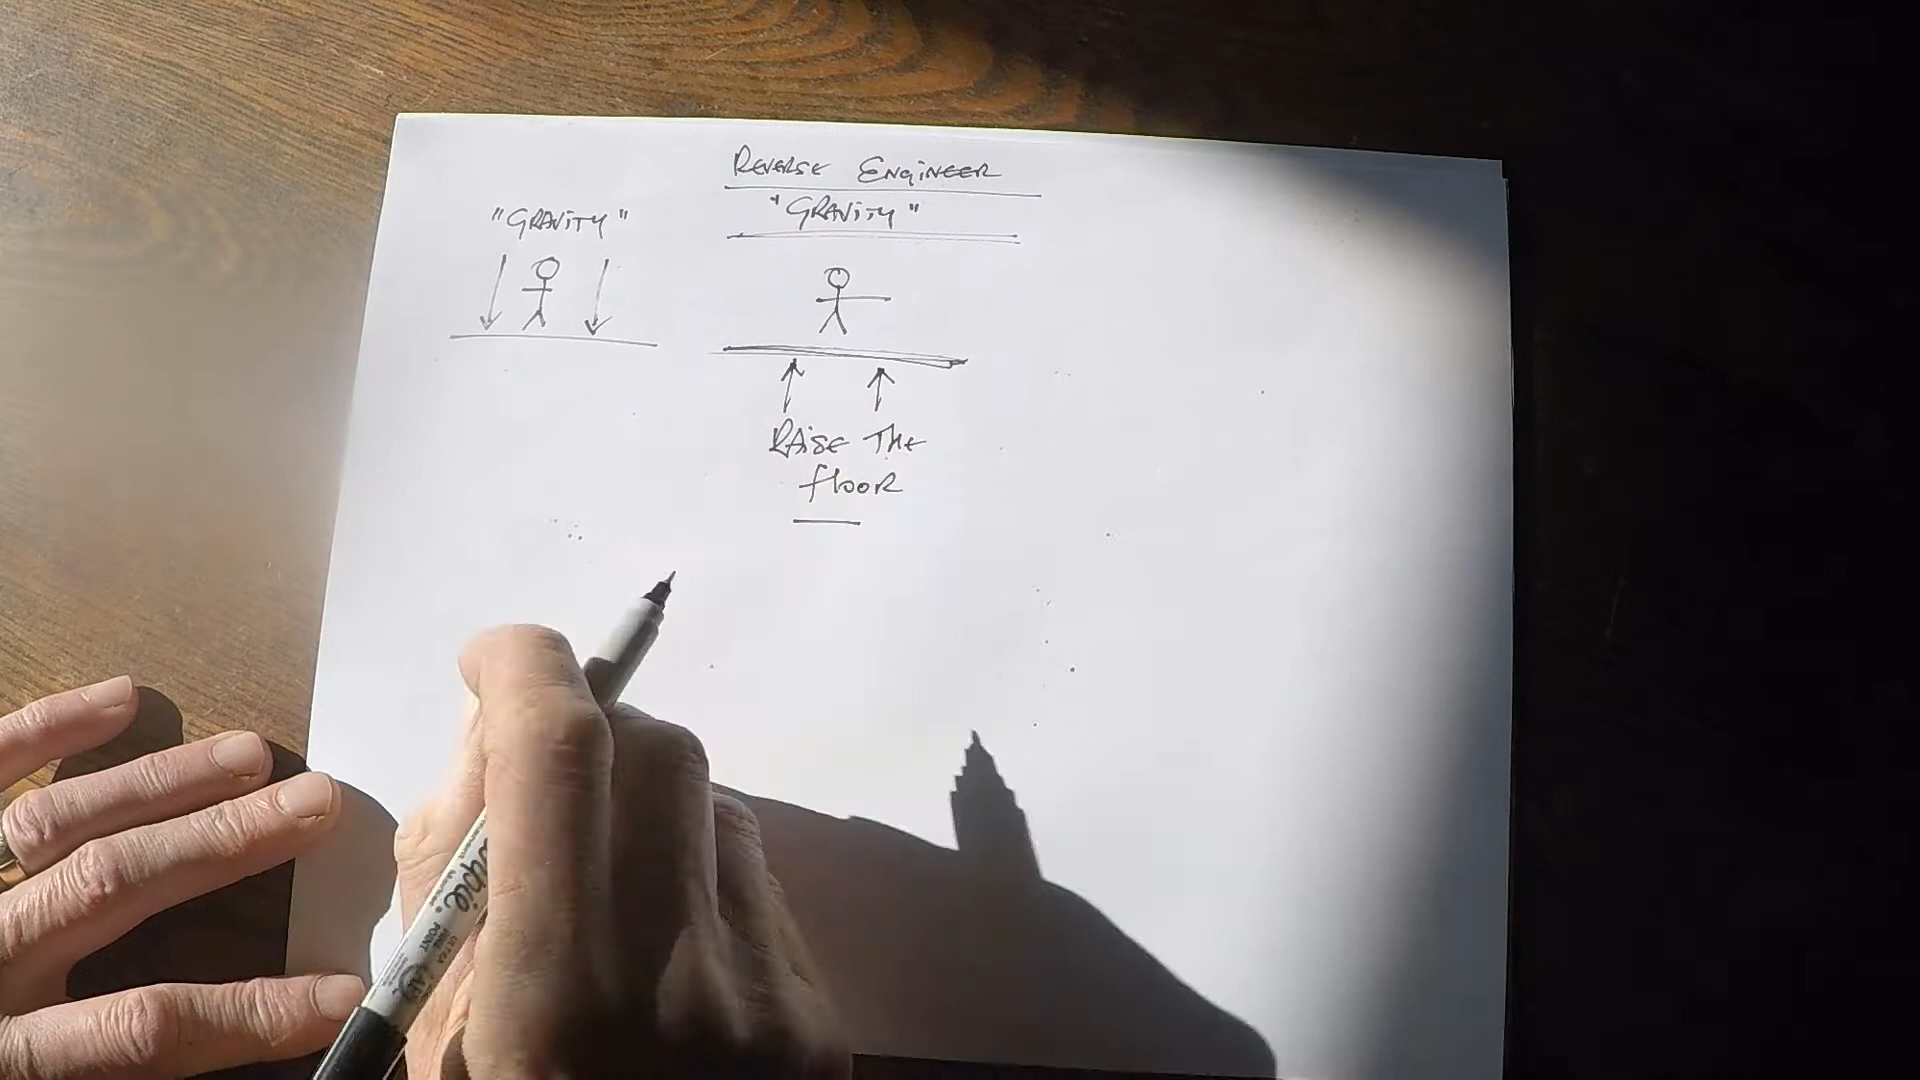 REVERSE ENGINEER
"GRAVITY"
"GRAVITY"
RAISE THE
floor